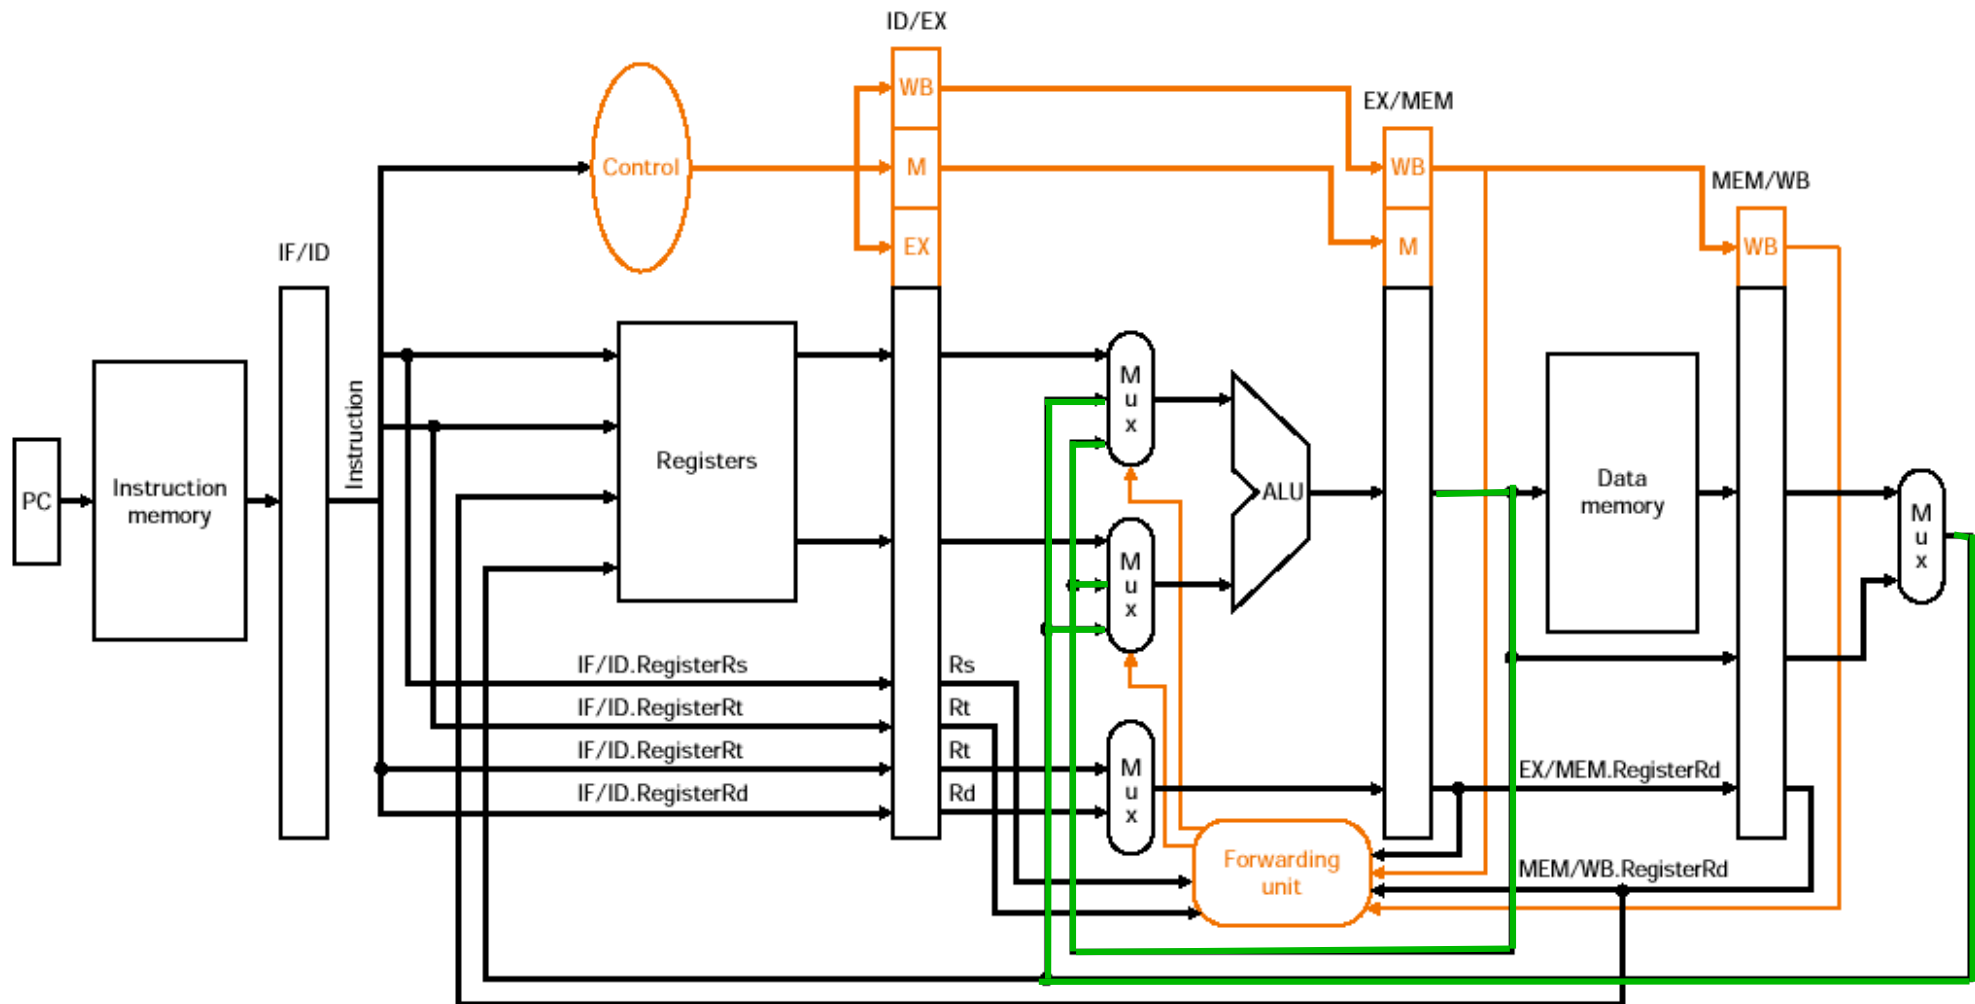 ID/EX
WB
EX/MEM
Control
M
WB
MEM/WB
IF/ID
EX
M
WB
Instruction
M
u
x
PC
Instruction
memory
Registers
ALU
Data
memory
M
u
x
M
u
x
IF/ID.RegisterRs
Rs
IF/ID.RegisterRt
Rt
IF/ID.RegisterRt
Rt
IF/ID.RegisterRd
Rd
M
u
x
EX/MEM.RegisterRd
Forwarding
unit
MEM/WB.RegisterRd